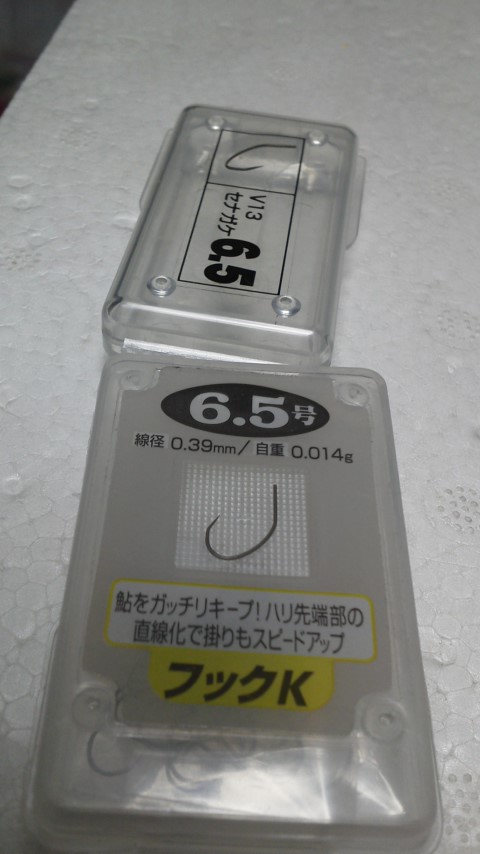 V13
セナガケ
6.5
6.5号
線径 0.39mm/自重 0.014g
鮎をガッチリキープ!ハリ先端部の
直線化で掛りもスピードアップ
フックK